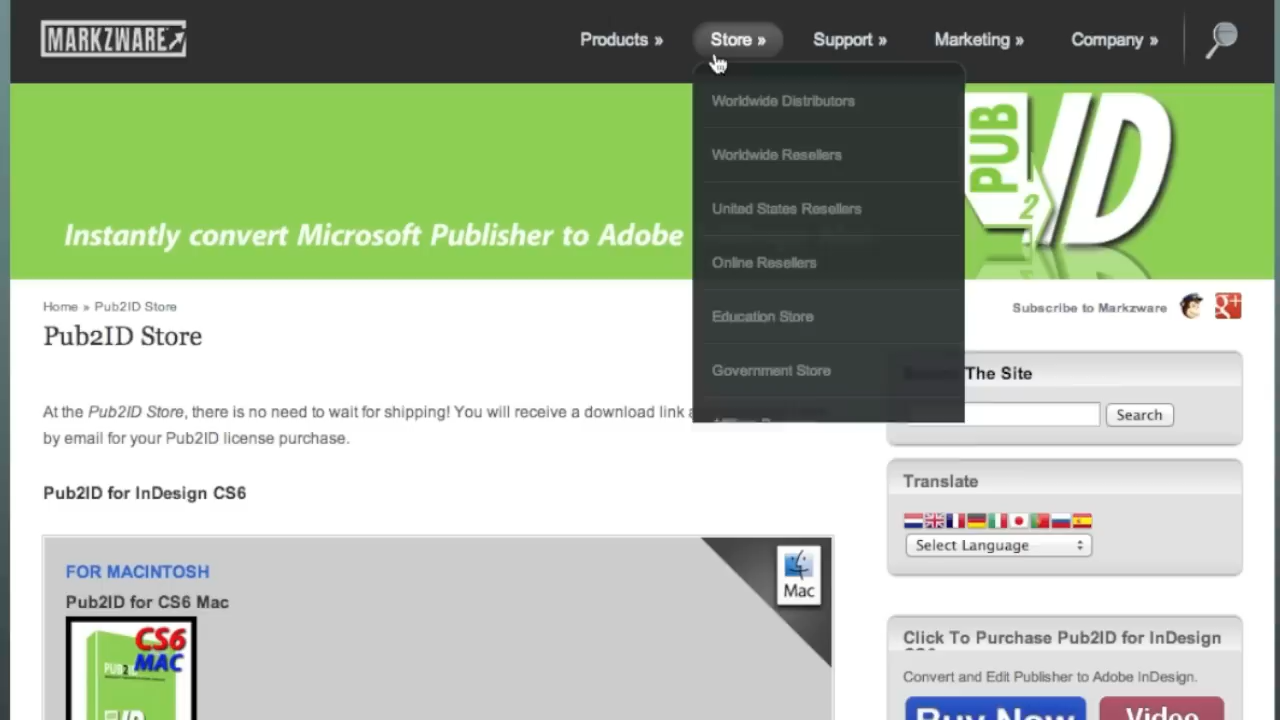 MARKZWARE
Products »
Store »
Support »
Marketing »
Company »
Worldwide Distributors
Worldwide Resellers
United States Resellers
Online Resellers
Education Store
Government Store
PUB
2
ID
Instantly convert Microsoft Publisher to Adobe
Home » Pub2ID Store
Subscribe to Markzware
Pub2ID Store
The Site
Search
At the Pub2ID Store, there is no need to wait for shipping! You will receive a download link
by email for your Pub2ID license purchase.
Translate
Select Language
Pub2ID for InDesign CS6
FOR MACINTOSH
Pub2ID for CS6 Mac
Mac
CS6
MAC
PUB2
Click To Purchase Pub2ID for InDesign
CS6
Convert and Edit Publisher to Adobe InDesign.
Buy Now
Video